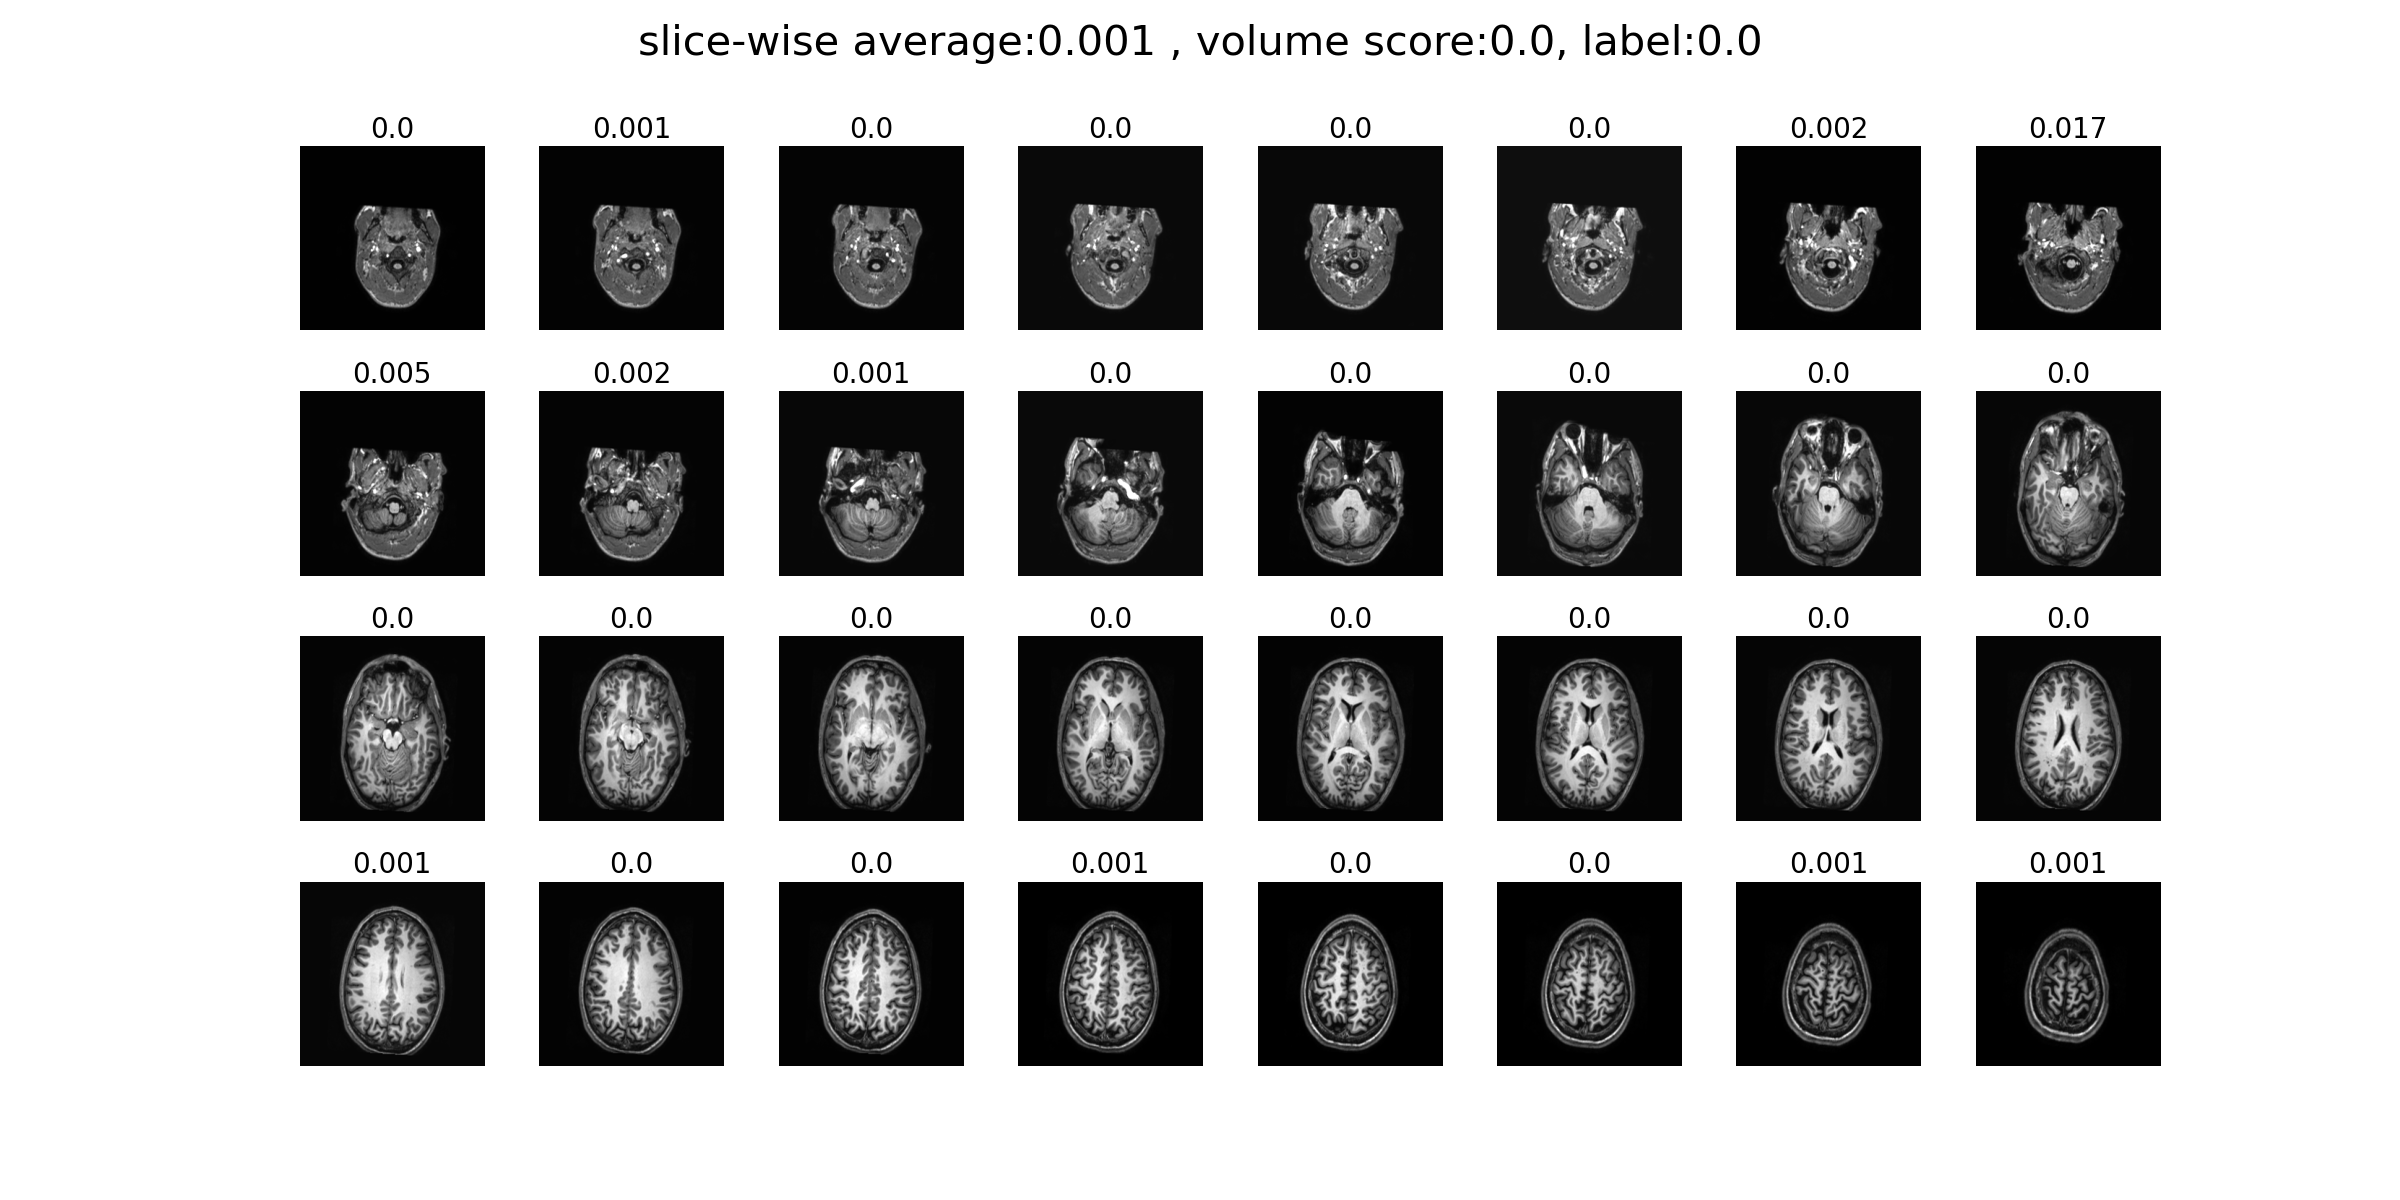 slice-wise average:0.001 , volume score:0.0, label:0.0
0.0 0.001 0.0 0.0 0.0 0.0 0.002 0.017
0.005 0.002 0.001 0.0 0.0 0.0 0.0 0.0
0.0 0.0 0.0 0.0 0.0 0.0 0.0 0.0
0.001 0.0 0.0 0.001 0.0 0.0 0.001 0.001